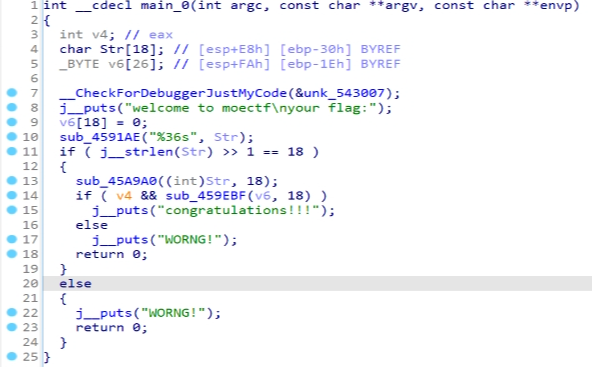 1 int __cdecl main_0(int argc, const char **argv, const char **envp)
2 {
3 int v4; // eax
4 char Str[18]; // [esp+E8h] [ebp-30h] BYREF
5 _BYTE v6[26]; // [esp+FAh] [ebp-1Eh] BYREF
6
7 __CheckForDebuggerJustMyCode(&unk_543007);
8 j__puts("welcome to moectf\nyour flag:");
9 v6[18] = 0;
10 sub_4591AE("%36s", Str);
11 if ( j__strlen(Str) >> 1 == 18 )
12 {
13 sub_45A9A0((int)Str, 18);
14 if ( v4 && sub_459EBF(v6, 18) )
15 j__puts("congratulations!!!");
16 else
17 j__puts("WORNG!");
18 return 0;
19 }
20 else
21 {
22 j__puts("WORNG!");
23 return 0;
24 }
25 }